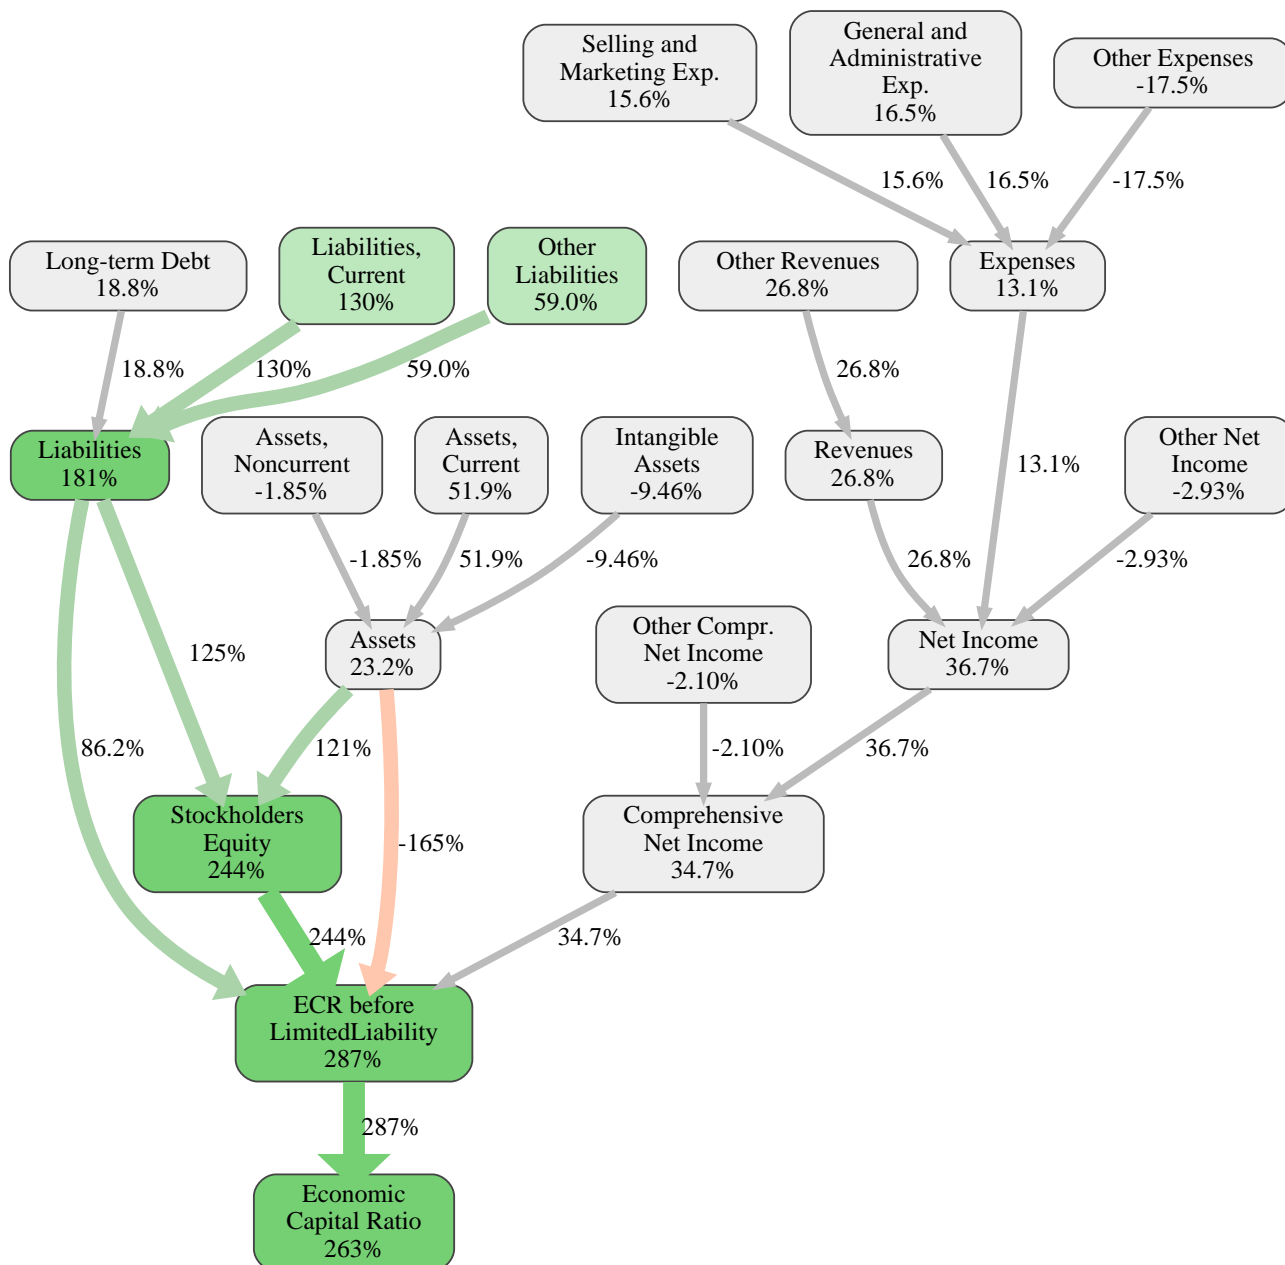 Selling and
Marketing Exp.
15.6%
General and
Administrative
Exp.
16.5%
Other Expenses
-17.5%
15.6%
16.5%
-17.5%
Long-term Debt
18.8%
Liabilities,
Current
130%
Other
Liabilities
59.0%
Other Revenues
26.8%
Expenses
13.1%
18.8%
130%
59.0%
26.8%
Liabilities
181%
Assets,
Noncurrent
-1.85%
Assets,
Current
51.9%
Intangible
Assets
-9.46%
Revenues
26.8%
13.1%
Other Net
Income
-2.93%
-1.85%
51.9%
-9.46%
26.8%
-2.93%
125%
Assets
23.2%
Other Compr.
Net Income
-2.10%
Net Income
36.7%
86.2%
121%
-165%
-2.10%
36.7%
Stockholders
Equity
244%
Comprehensive
Net Income
34.7%
244%
34.7%
ECR before
LimitedLiability
287%
287%
Economic
Capital Ratio
263%